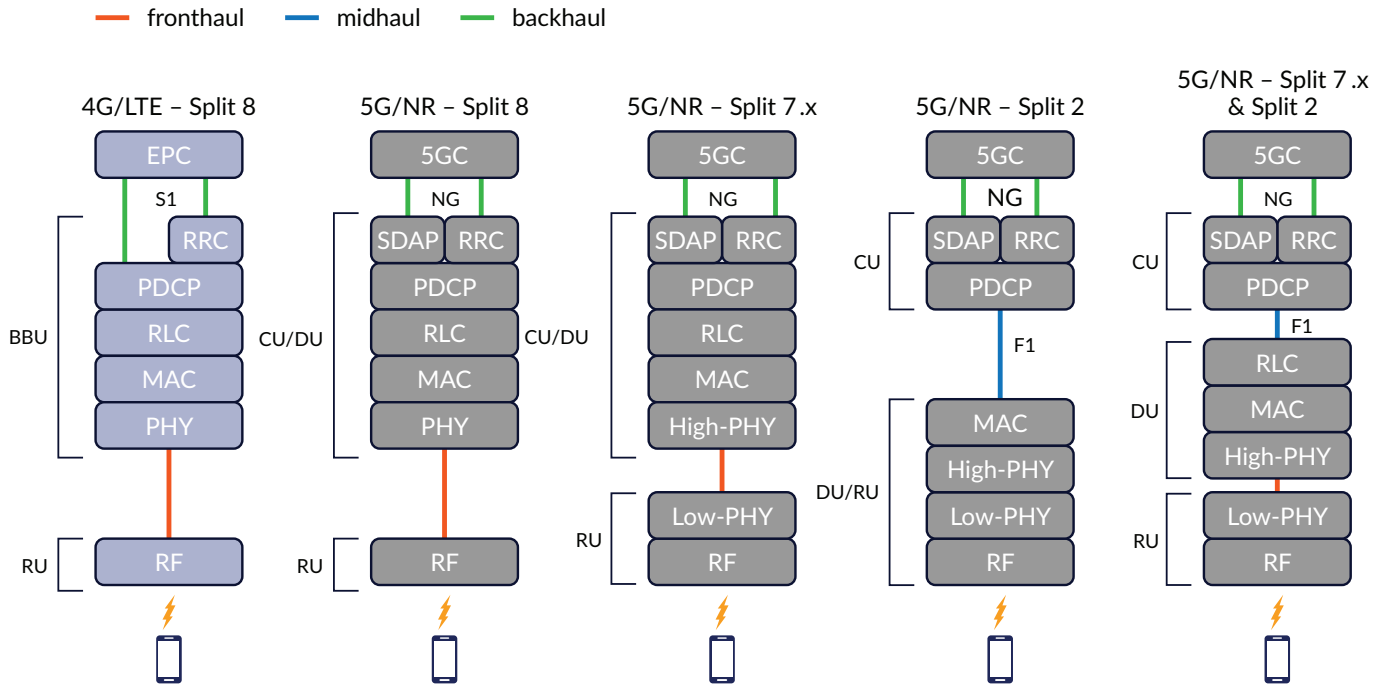 fronthaul midhaul backhaul
4G/LTE – Split 8
EPC
S1
RRC
PDCP
RLC
MAC
PHY
BBU
RF
RU
5G/NR – Split 8
5GC
NG
SDAP RRC
PDCP
RLC
MAC
PHY
CU/DU
RF
RU
5G/NR – Split 7.x
5GC
NG
SDAP RRC
PDCP
RLC
MAC
High-PHY
CU/DU
Low-PHY
RF
RU
5G/NR – Split 2
5GC
NG
SDAP RRC
PDCP
CU
F1
MAC
High-PHY
Low-PHY
RF
DU/RU
5G/NR – Split 7.x
& Split 2
5GC
NG
SDAP RRC
PDCP
CU
F1
RLC
MAC
High-PHY
DU
Low-PHY
RF
RU